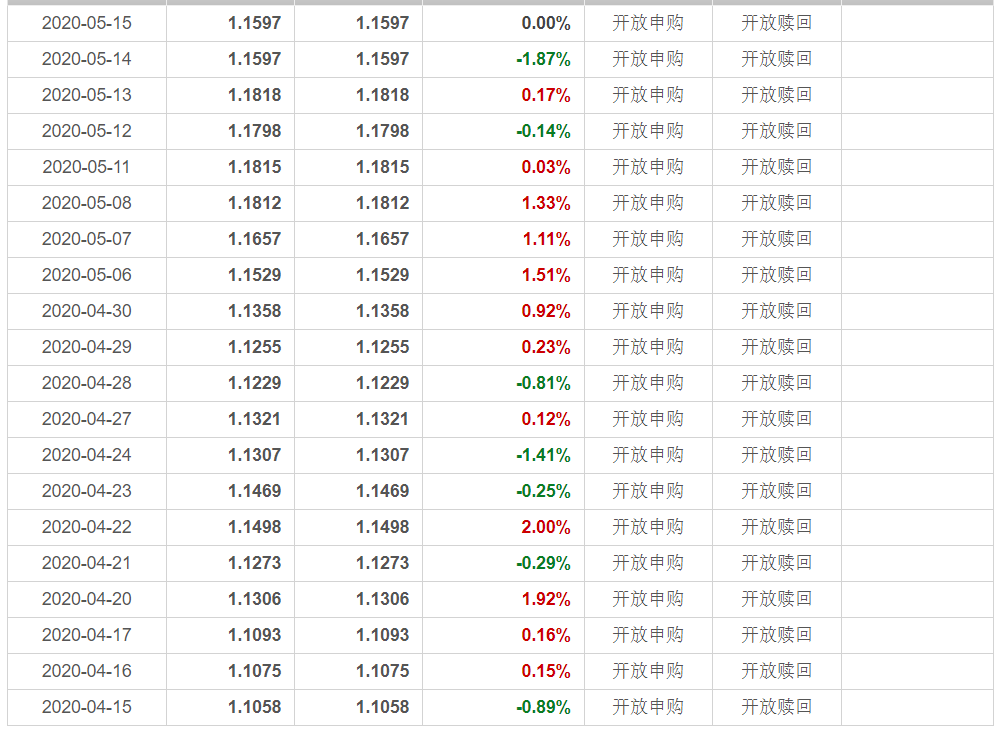 2020-05-15 1.1597 1.1597 0.00% 开放申购 开放赎回
2020-05-14 1.1597 1.1597 -1.87% 开放申购 开放赎回
2020-05-13 1.1818 1.1818 0.17% 开放申购 开放赎回
2020-05-12 1.1798 1.1798 -0.14% 开放申购 开放赎回
2020-05-11 1.1815 1.1815 0.03% 开放申购 开放赎回
2020-05-08 1.1812 1.1812 1.33% 开放申购 开放赎回
2020-05-07 1.1657 1.1657 1.11% 开放申购 开放赎回
2020-05-06 1.1529 1.1529 1.51% 开放申购 开放赎回
2020-04-30 1.1358 1.1358 0.92% 开放申购 开放赎回
2020-04-29 1.1255 1.1255 0.23% 开放申购 开放赎回
2020-04-28 1.1229 1.1229 -0.81% 开放申购 开放赎回
2020-04-27 1.1321 1.1321 0.12% 开放申购 开放赎回
2020-04-24 1.1307 1.1307 -1.41% 开放申购 开放赎回
2020-04-23 1.1469 1.1469 -0.25% 开放申购 开放赎回
2020-04-22 1.1498 1.1498 2.00% 开放申购 开放赎回
2020-04-21 1.1273 1.1273 -0.29% 开放申购 开放赎回
2020-04-20 1.1306 1.1306 1.92% 开放申购 开放赎回
2020-04-17 1.1093 1.1093 0.16% 开放申购 开放赎回
2020-04-16 1.1075 1.1075 0.15% 开放申购 开放赎回
2020-04-15 1.1058 1.1058 -0.89% 开放申购 开放赎回